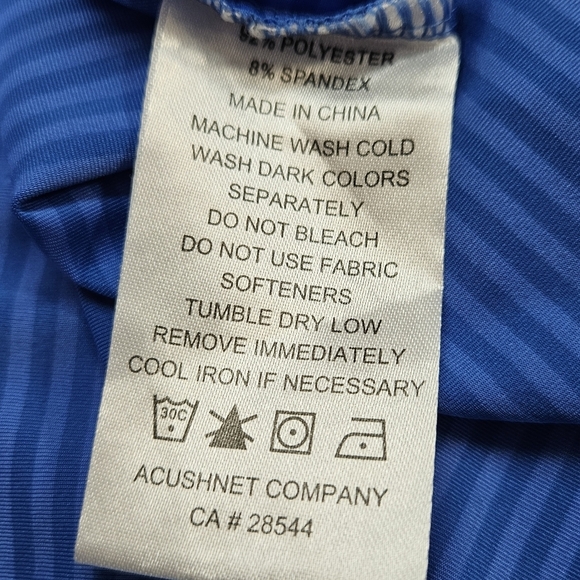 92% POLYESTER
8% SPANDEX
MADE IN CHINA
MACHINE WASH COLD
WASH DARK COLORS
SEPARATELY
DO NOT BLEACH
DO NOT USE FABRIC
SOFTENERS
TUMBLE DRY LOW
REMOVE IMMEDIATELY
COOL IRON IF NECESSARY
30C
ACUSHNET COMPANY
CA # 28544